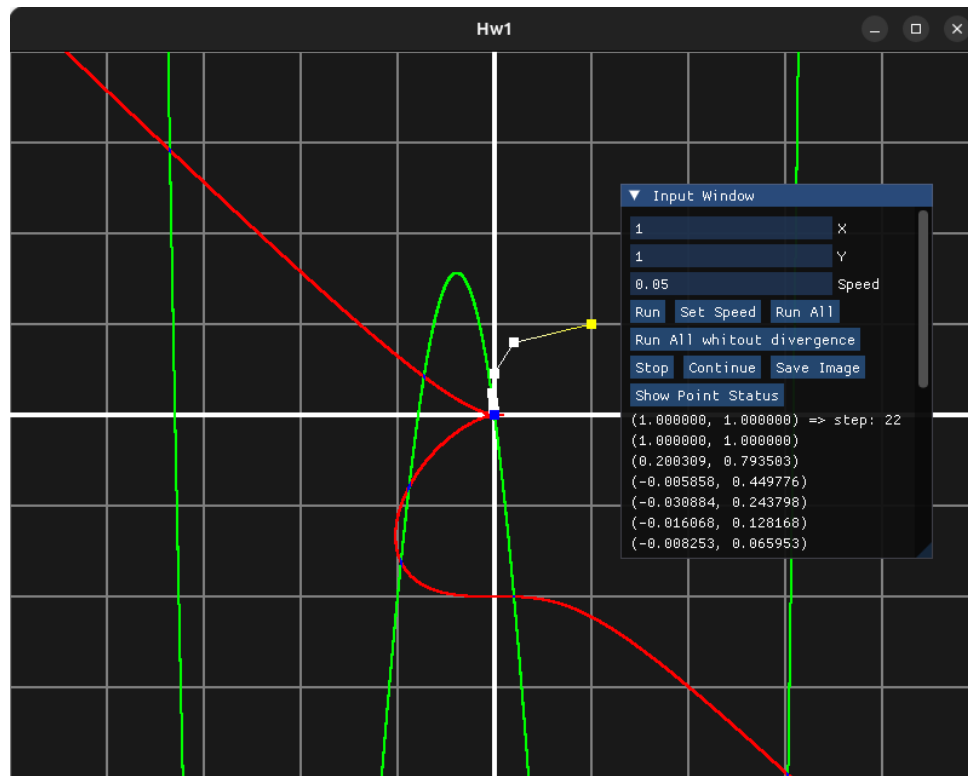 Hw1
Input Window
1 X
1 Y
0.05 Speed
Run Set Speed Run All
Run All whitout divergence
Stop Continue Save Image
Show Point Status
(1.000000, 1.000000) => step: 22
(1.000000, 1.000000)
(0.200309, 0.793503)
(-0.005858, 0.449776)
(-0.030884, 0.243798)
(-0.016068, 0.128168)
(-0.008253, 0.065953)